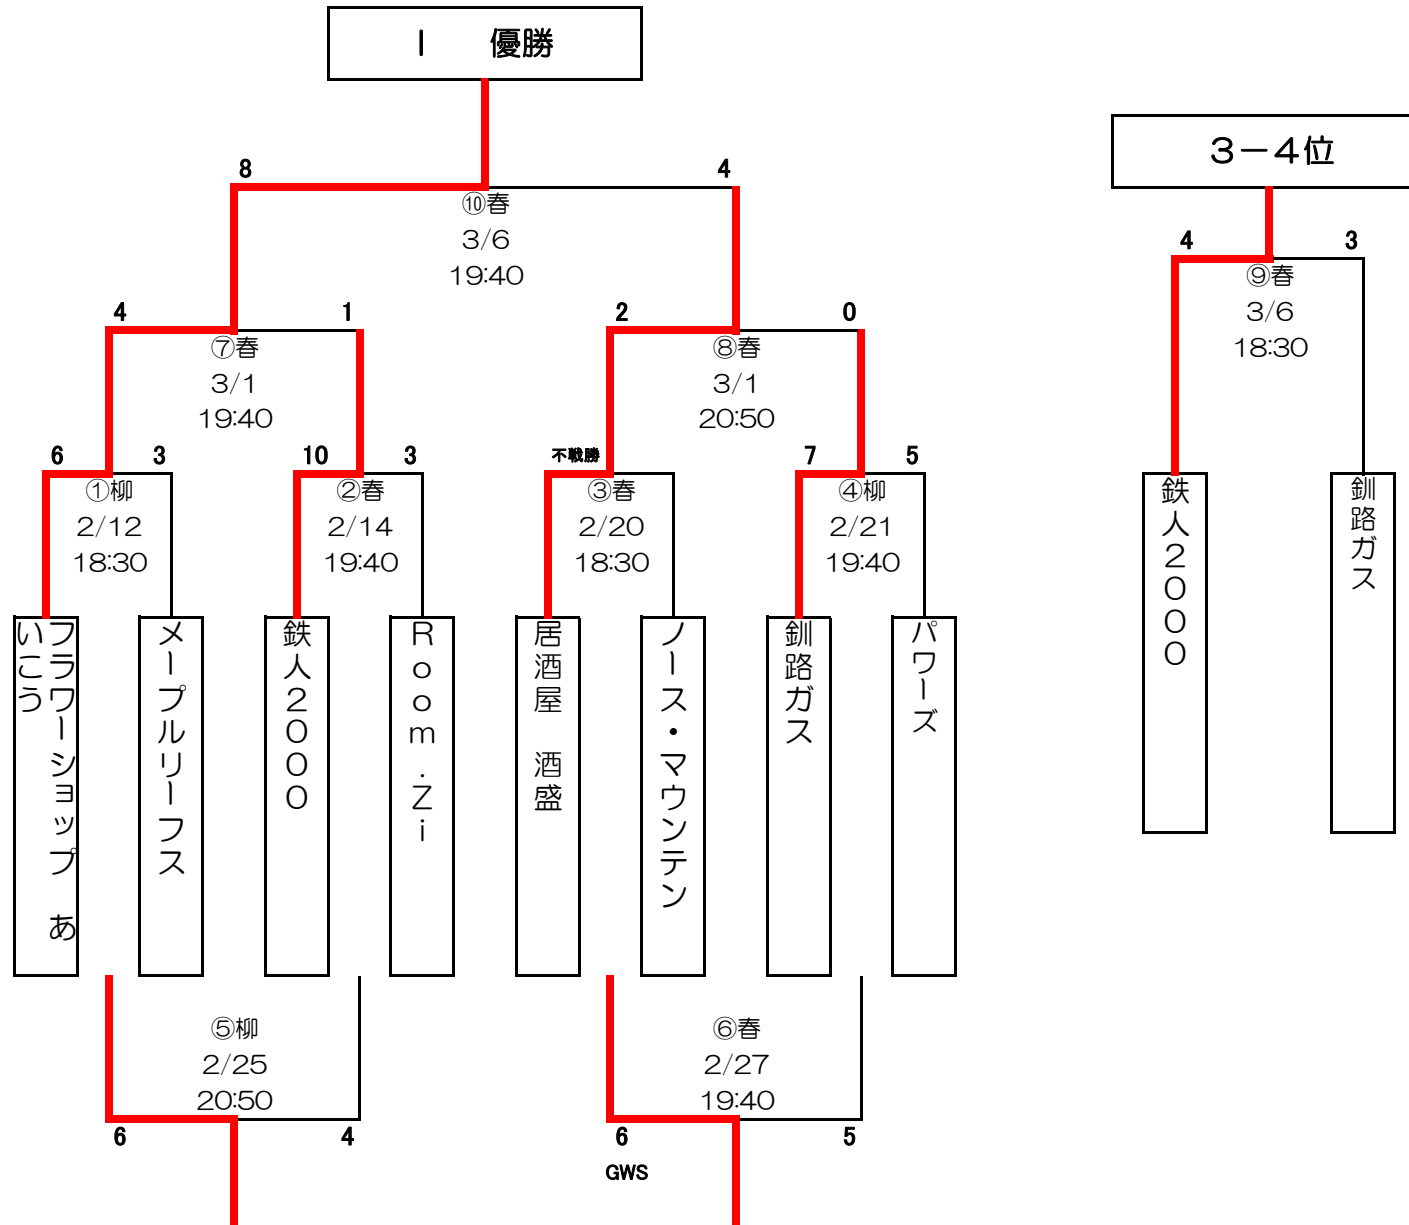 Ⅰ 優勝
3－4位
8
4
⑩春
3/6
19:40
4
3
⑨春
3/6
18:30
4
1
⑦春
3/1
19:40
2
0
⑧春
3/1
20:50
6
3
①柳
2/12
18:30
10
3
②春
2/14
19:40
不戦勝
③春
2/20
18:30
7
5
④柳
2/21
19:40
鉄人2000
釧路ガス
フラワーショップ あ
いこう
メープルリーフス
鉄人2000
Room.Zi
居酒屋 酒盛
ノース・マウンテン
釧路ガス
パワーズ
⑤柳
2/25
20:50
6
4
⑥春
2/27
19:40
6
5
GWS